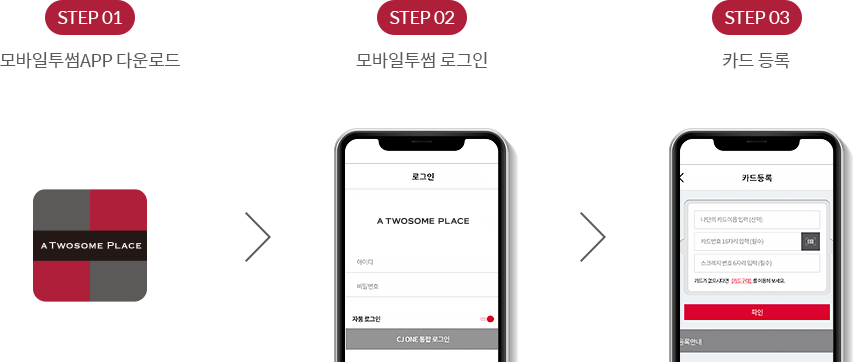 STEP 01
모바일투썸APP 다운로드
A TWOSOME PLACE
STEP 02
모바일투썸 로그인
로그인
A TWOSOME PLACE
아이디
비밀번호
자동 로그인
CJ ONE 통합 로그인
STEP 03
카드 등록
카드등록
나만의 카드이름 입력 (선택)
카드번호 16자리 입력 (필수)
스크래치 번호 6자리 입력 (필수)
카드가 없으시다면 [카드구매]를 이용해 보세요.
확인
등록안내